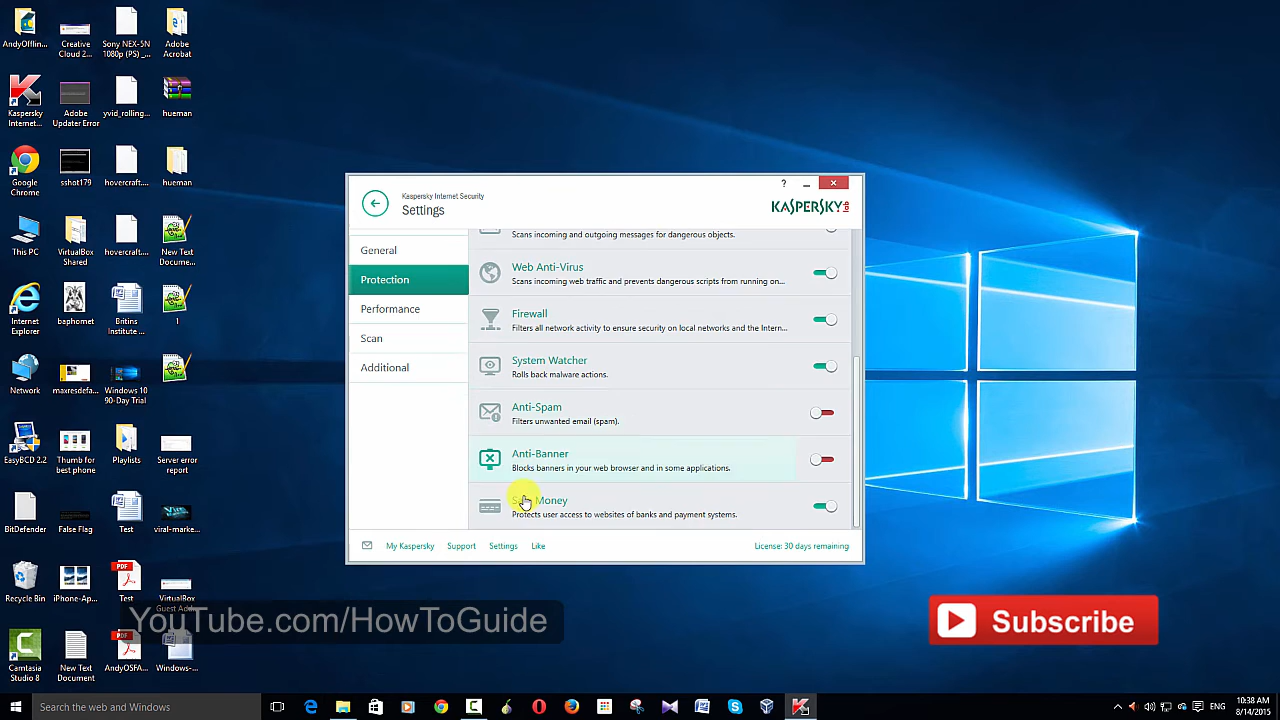 AndyOfflin...
Creative
Cloud 2...
Sony NEX-5N
1080p (PS) _...
Adobe
Acrobat
Kaspersky
Internet...
Adobe
Updater Error
yvid_rolling...
hueman
Google
Chrome
sshot179
hovercraft...
hueman
This PC
VirtualBox
Shared
hovercraft...
New Text
Docume...
Internet
Explorer
baphomet
Britins
Institute ...
1
Network
maxresdefa...
Windows 10
90-Day Trial
EasyBCD 2.2
Thumb for
best phone
Playlists
Server error
report
BitDefender
False Flag
Test
viral-marke...
Recycle Bin
iPhone-Ap...
Test
VirtualBox
Guest Addi...
Camtasia
Studio 8
New Text
Document
AndyOSFA...
Windows-...
Kaspersky Internet Security
Settings
?
KASPERSKY lab
General
Protection
Performance
Scan
Additional
Scans incoming and outgoing messages for dangerous objects.
Web Anti-Virus
Scans incoming web traffic and prevents dangerous scripts from running on...
Firewall
Filters all network activity to ensure security on local networks and the Intern...
System Watcher
Rolls back malware actions.
Anti-Spam
Filters unwanted email (spam).
Anti-Banner
Blocks banners in your web browser and in some applications.
Safe Money
Protects user access to websites of banks and payment systems.
My Kaspersky
Support
Settings
Like
License: 30 days remaining
YouTube.com/HowToGuide
Subscribe
Search the web and Windows
ENG
10:38 AM
8/14/2015